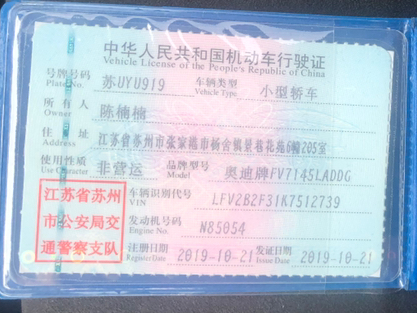 中华人民共和国机动车行驶证
Vehicle License of the People's Republic of China
号牌号码 苏UYU919 车辆类型 小型轿车
Plate No. Vehicle Type
所有人 陈楠楠
Owner
住址 江苏省苏州市张家港市杨舍镇景巷花苑6幢205室
Address
使用性质 非营运 品牌型号 奥迪牌FV7145LADDG
Use Character Model
江苏省苏州 车辆识别代号 LFV2B2F31K7512739
VIN
市公安局交 发动机号码 N85054
Engine No.
通警察支队 注册日期 2019-10-21 发证日期 2019-10-21
Register Date Issue Date